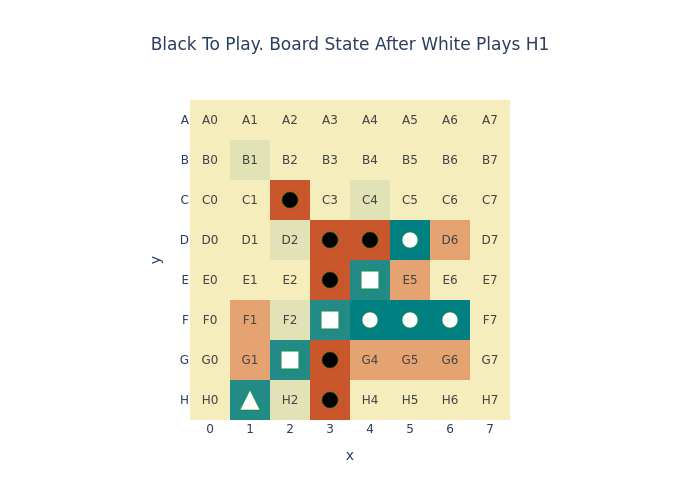 Black To Play. Board State After White Plays H1
A A0 A1 A2 A3 A4 A5 A6 A7
B B0 B1 B2 B3 B4 B5 B6 B7
C C0 C1 C3 C4 C5 C6 C7
D D0 D1 D2 D6 D7
y
E E0 E1 E2 E5 E6 E7
F F0 F1 F2 F7
G G0 G1 G4 G5 G6 G7
H H0 H2 H4 H5 H6 H7
0 1 2 3 4 5 6 7
x